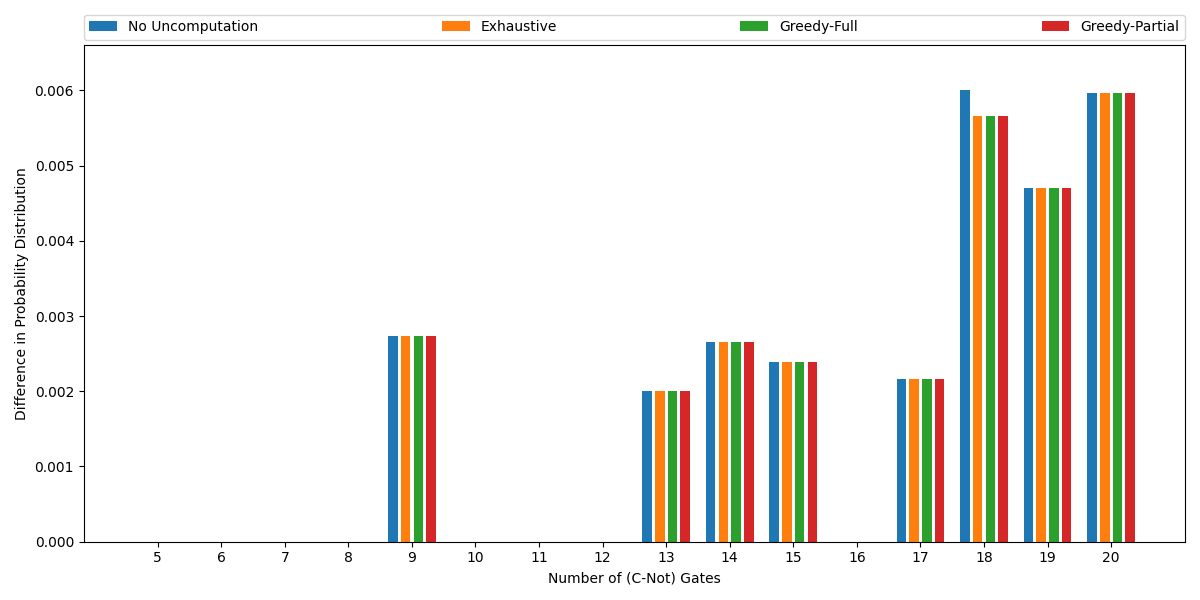 No Uncomputation Exhaustive Greedy-Full Greedy-Partial
Difference in Probability Distribution
0.006
0.005
0.004
0.003
0.002
0.001
0.000
5 6 7 8 9 10 11 12 13 14 15 16 17 18 19 20
Number of (C-Not) Gates